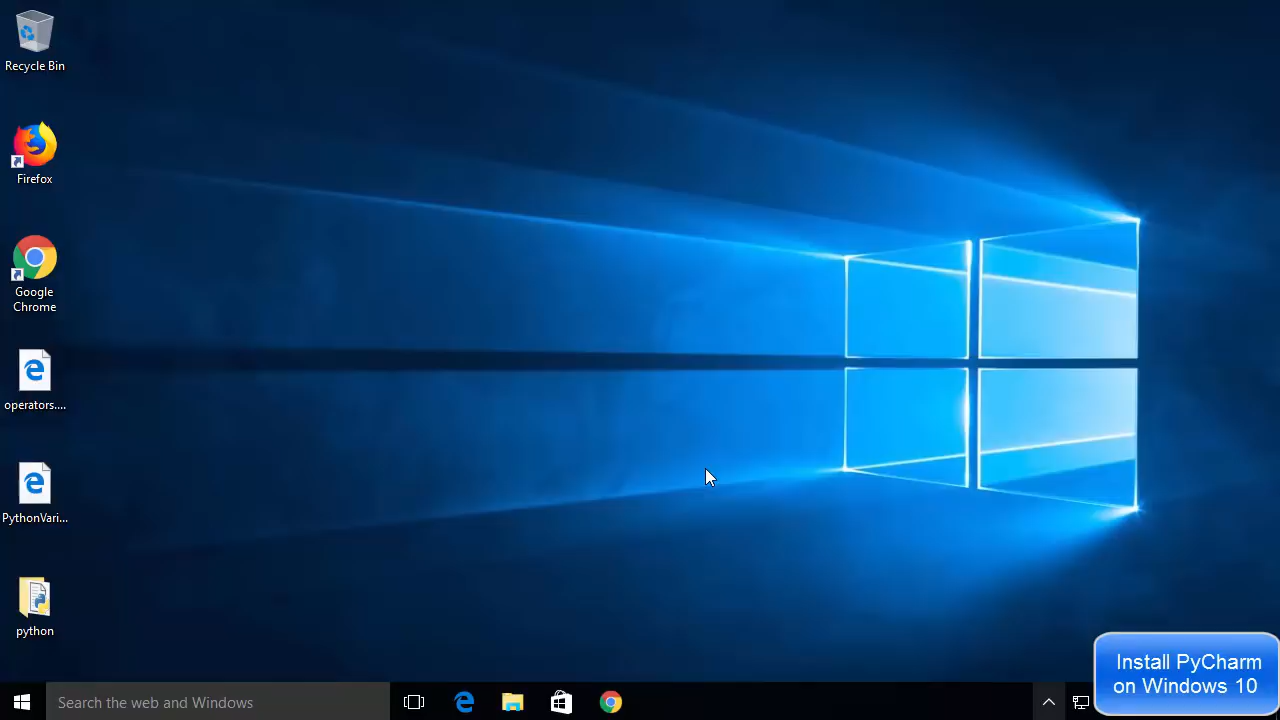 Recycle Bin
Firefox
Google
Chrome
operators....
PythonVari...
python
Search the web and Windows
Install PyCharm
on Windows 10